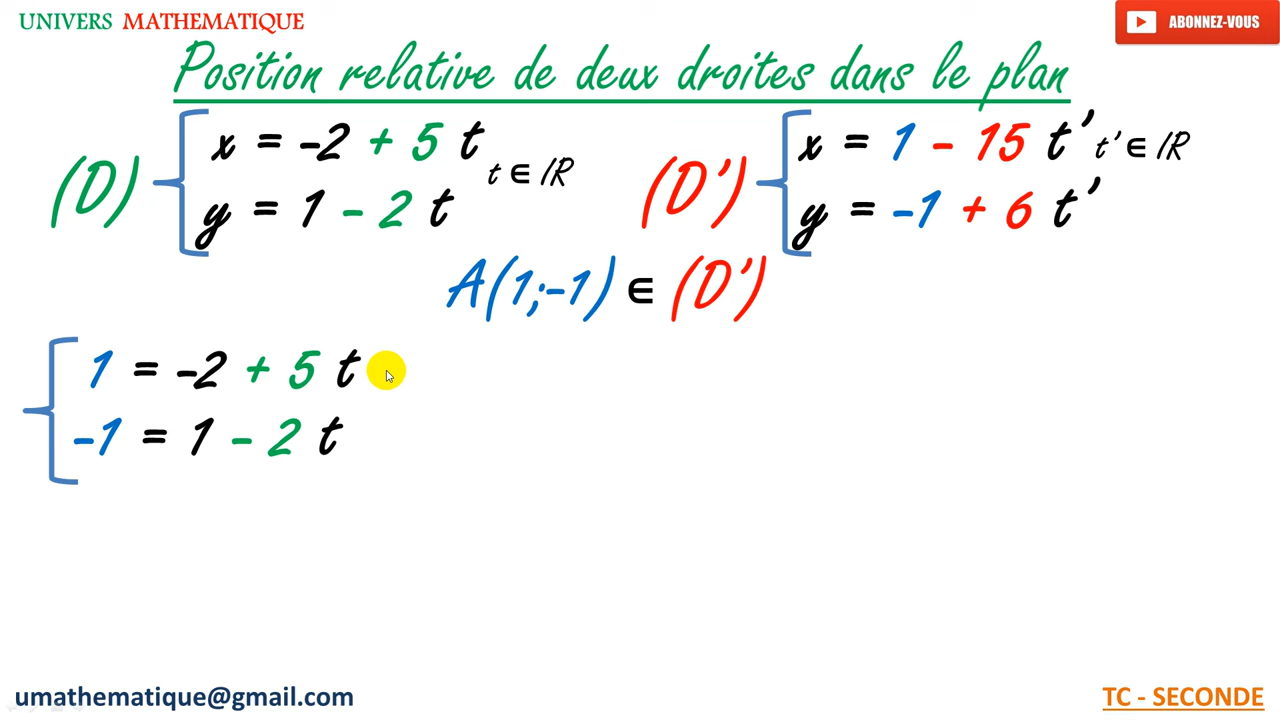 UNIVERS MATHEMATIQUE
ABONNEZ-VOUS
Position relative de deux droites dans le plan
(D) x = -2 + 5 t
y = 1 - 2 t
t ∈ IR
(D') x = 1 - 15 t'
y = -1 + 6 t'
t' ∈ IR
A(1;-1) ∈ (D')
1 = -2 + 5 t
-1 = 1 - 2 t
umathematique@gmail.com
TC - SECONDE